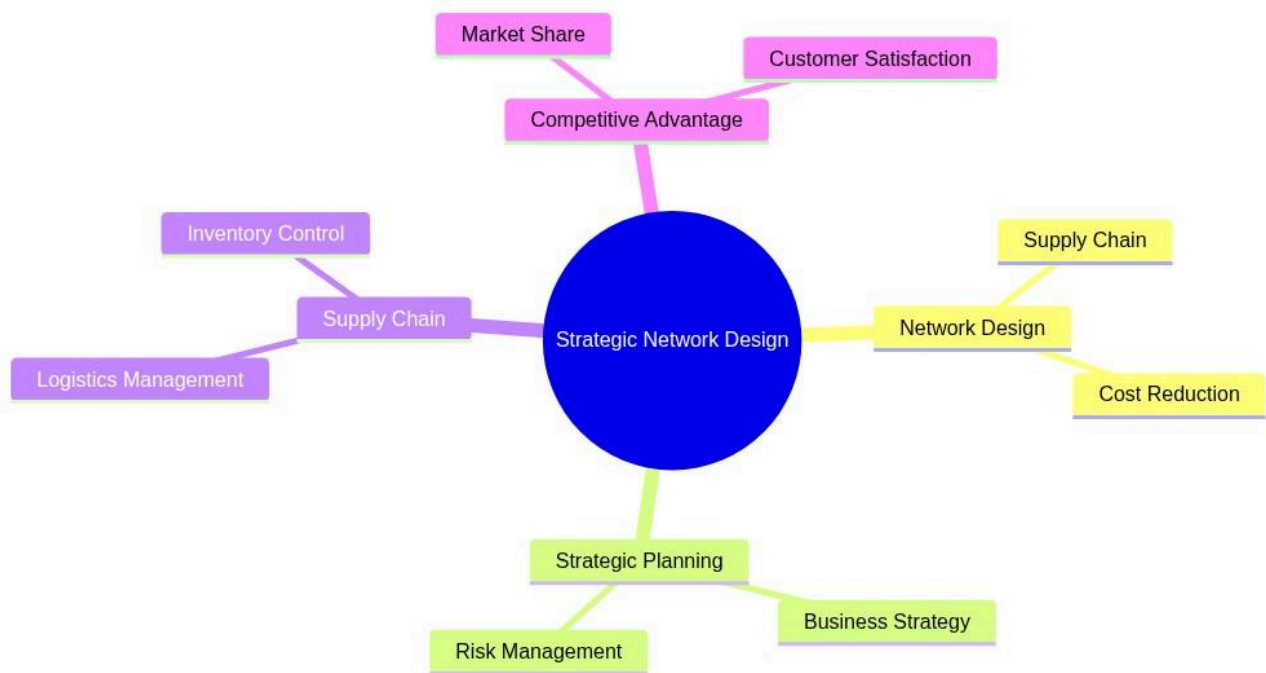 Market Share
Customer Satisfaction
Competitive Advantage
Inventory Control
Supply Chain
Supply Chain
Network Design
Strategic Network Design
Logistics Management
Cost Reduction
Strategic Planning
Business Strategy
Risk Management